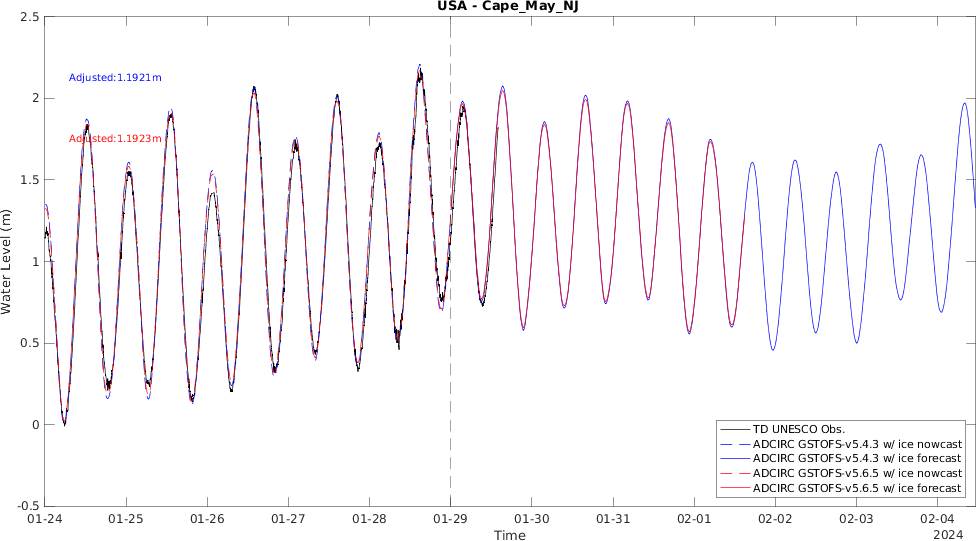 USA - Cape_May_NJ
2.5
2
1.5
1
0.5
0
-0.5
Water Level (m)
Adjusted:1.1921m
Adjusted:1.1923m
TD UNESCO Obs.
ADCIRC GSTOFS-v5.4.3 w/ ice nowcast
ADCIRC GSTOFS-v5.4.3 w/ ice forecast
ADCIRC GSTOFS-v5.6.5 w/ ice nowcast
ADCIRC GSTOFS-v5.6.5 w/ ice forecast
01-24 01-25 01-26 01-27 01-28 01-29 01-30 01-31 02-01 02-02 02-03 02-04
Time
2024